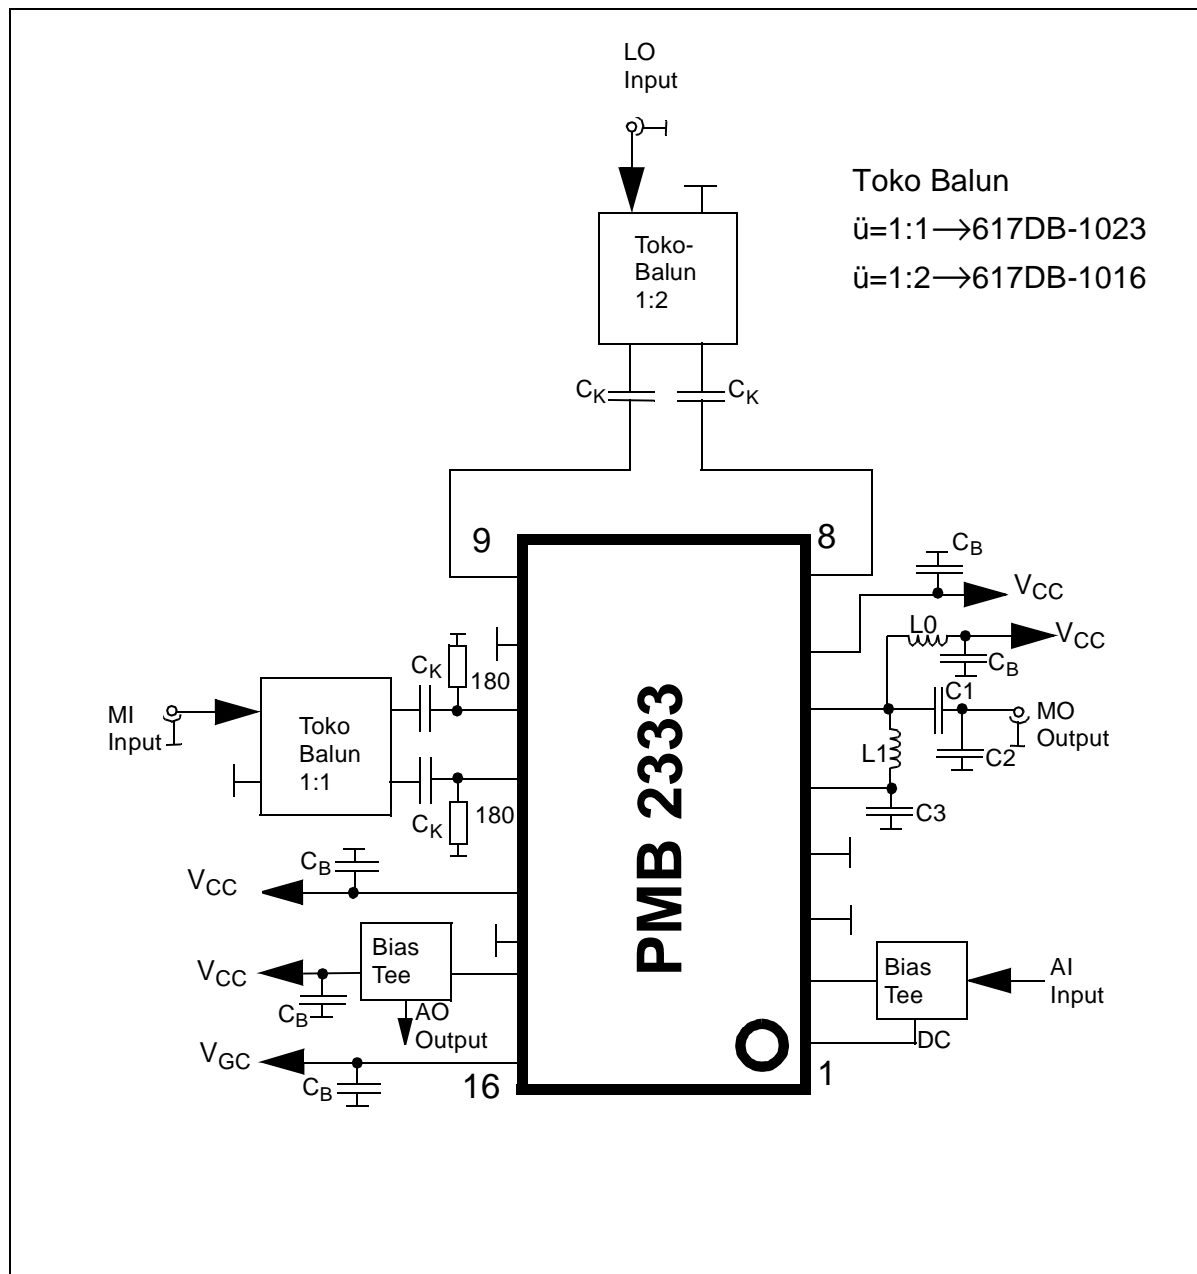 LO
Input
Toko Balun
ü=1:1→617DB-1023
ü=1:2→617DB-1016
Toko-
Balun
1:2
CK
CK
9
8
CB
VCC
L0
VCC
CB
CK
180
C1
MI
Input
Toko
Balun
1:1
MO
Output
L1
C2
CK
180
C3
PMB 2333
CB
VCC
Bias
Tee
VCC
CB
AO
Output
Bias
Tee
AI
Input
DC
VGC
CB
16
1